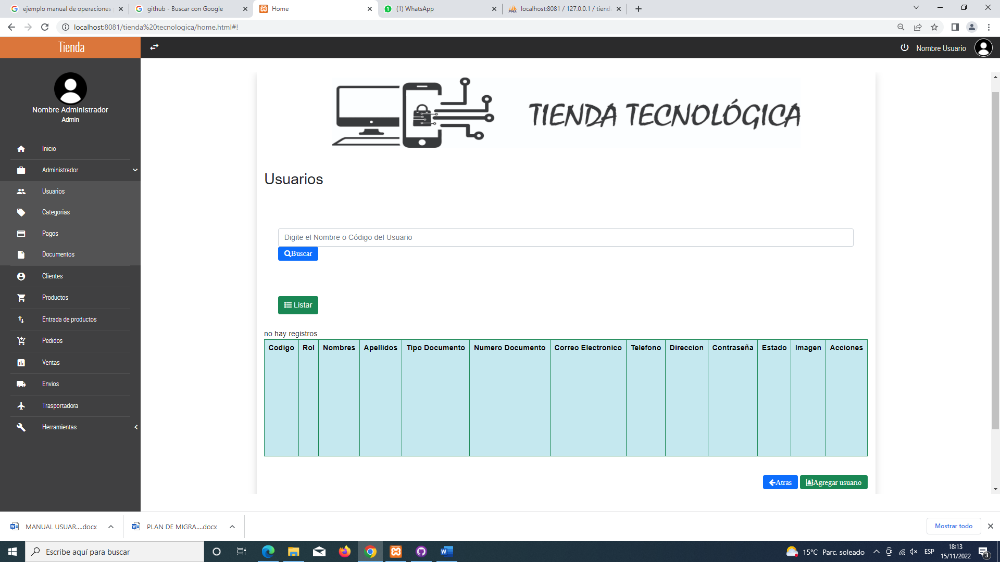 ejemplo manual de operaciones
github - Buscar con Google
Home
(1) WhatsApp
localhost:8081 / 127.0.0.1 / tiend
localhost:8081/tienda%20tecnologica/home.html#!
Tienda
Nombre Usuario
Nombre Administrador
Admin
Inicio
Administrador
Usuarios
Categorias
Pagos
Documentos
Clientes
Productos
Entrada de productos
Pedidos
Ventas
Envios
Trasportadora
Herramientas
TIENDA TECNOLÓGICA
Usuarios
Digite el Nombre o Código del Usuario
Buscar
Listar
no hay registros
Codigo Rol Nombres Apellidos Tipo Documento Numero Documento Correo Electronico Telefono Direccion Contraseña Estado Imagen Acciones
Atras Agregar usuario
MANUAL USUAR....docx
PLAN DE MIGRA....docx
Mostrar todo
Escribe aquí para buscar
15°C Parc. soleado
ESP
18:13
15/11/2022
3